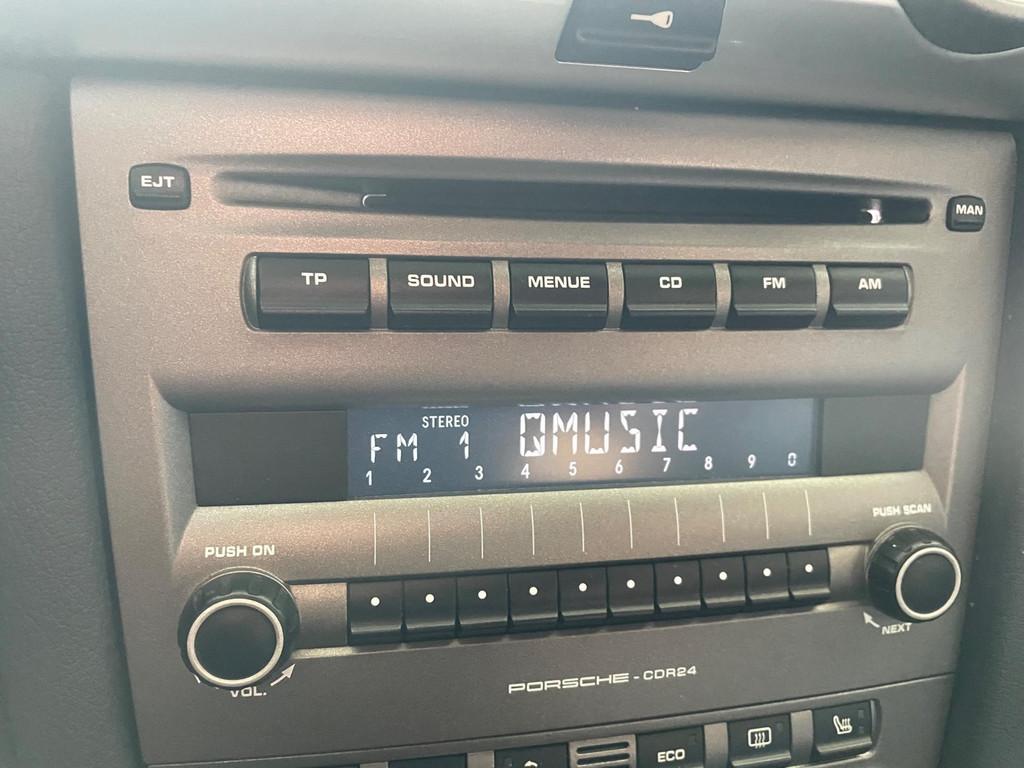 EJT
MAN
TP SOUND MENUE CD FM AM
STEREO
FM 1 QMUSIC
1 2 3 4 5 6 7 8 9 0
PUSH ON
PUSH SCAN
VOL.
NEXT
PORSCHE - CDR24
ECO